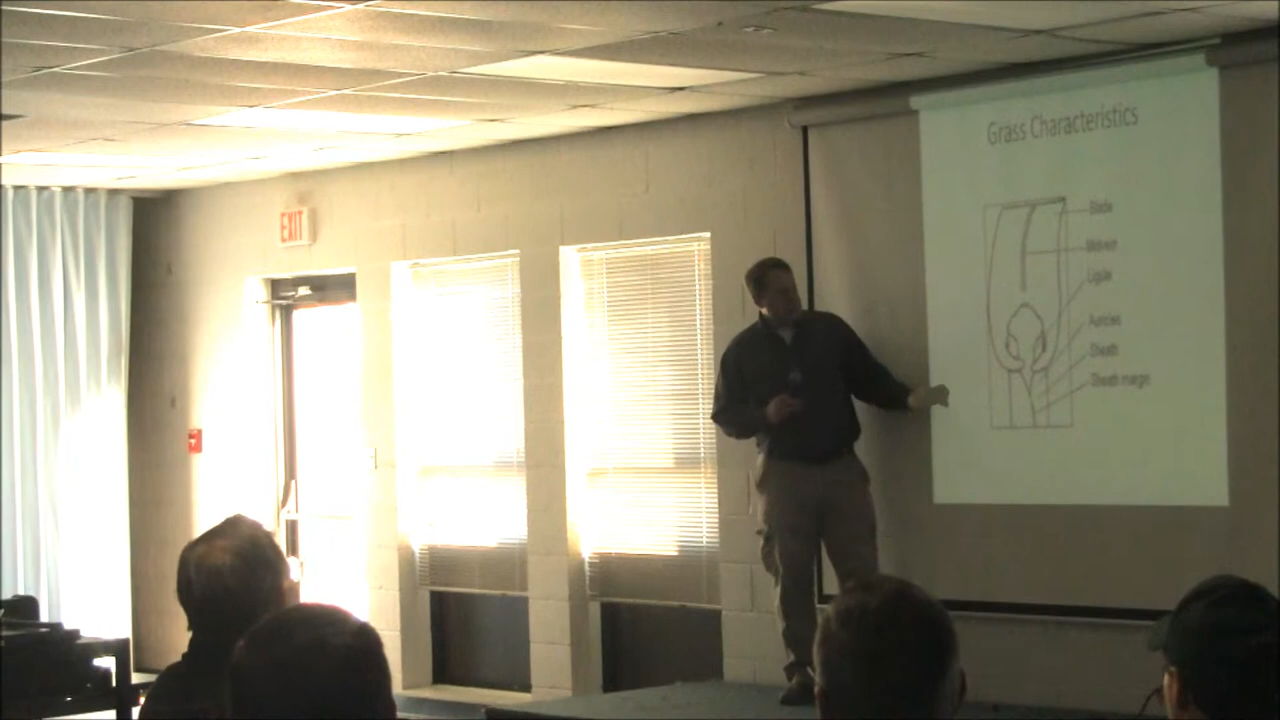 EXIT
Grass Characteristics
Blade
Midvein
Ligule
Auricles
Sheath
Sheath margin